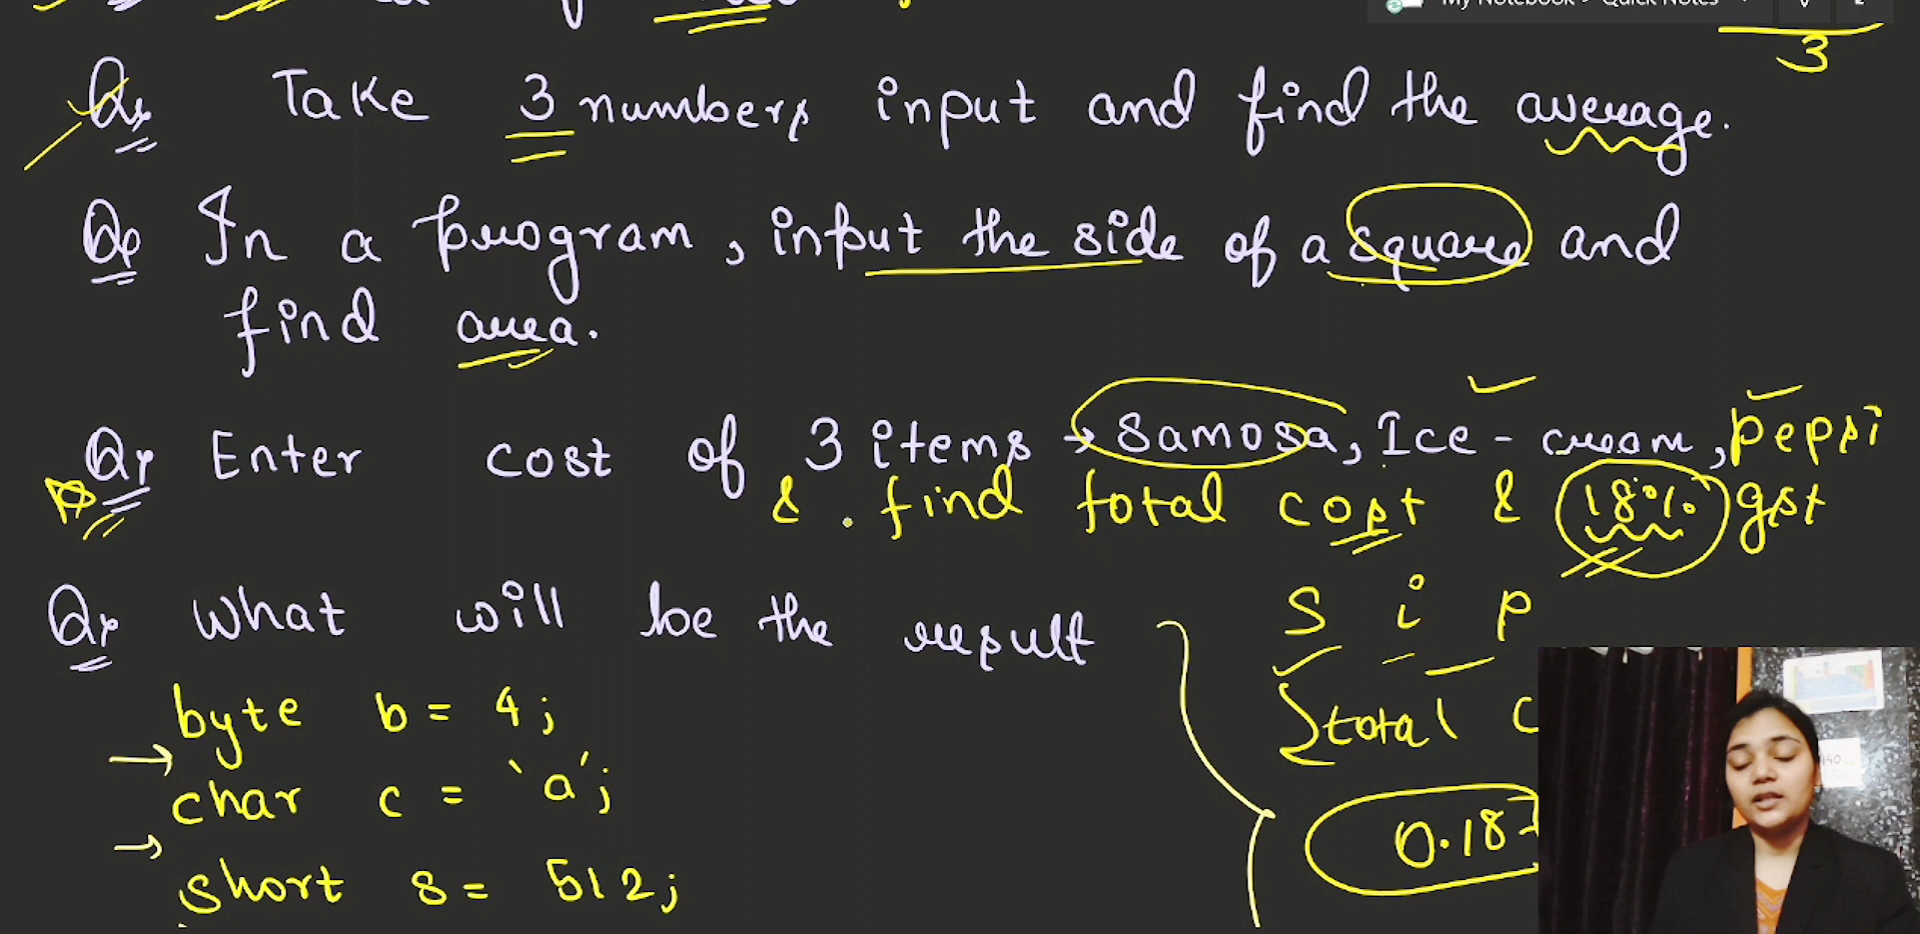 3
Q. Take 3 numbers input and find the average.
Q. In a program, input the side of a square and
find area.
Q. Enter cost of 3 items → Samosa, Ice-cream, pepsi
& . find total cost & 18% gst
Q. What will be the result
byte b = 4;
char c = 'a';
short s = 512;
S i p
total c
0.18